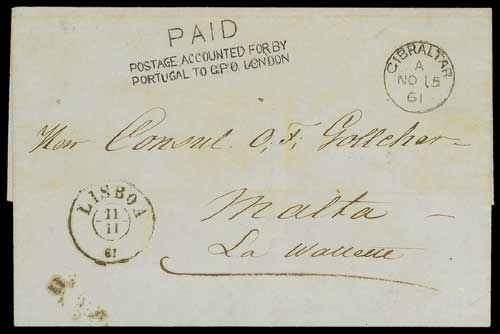 PAID
POSTAGE ACCOUNTED FOR BY
PORTUGAL TO G.P.O. LONDON
GIBRALTAR
A
NO 15
61
Herr Consul O. F. Gollcher
LISBOA
11
11
61
Malta
La Wallette